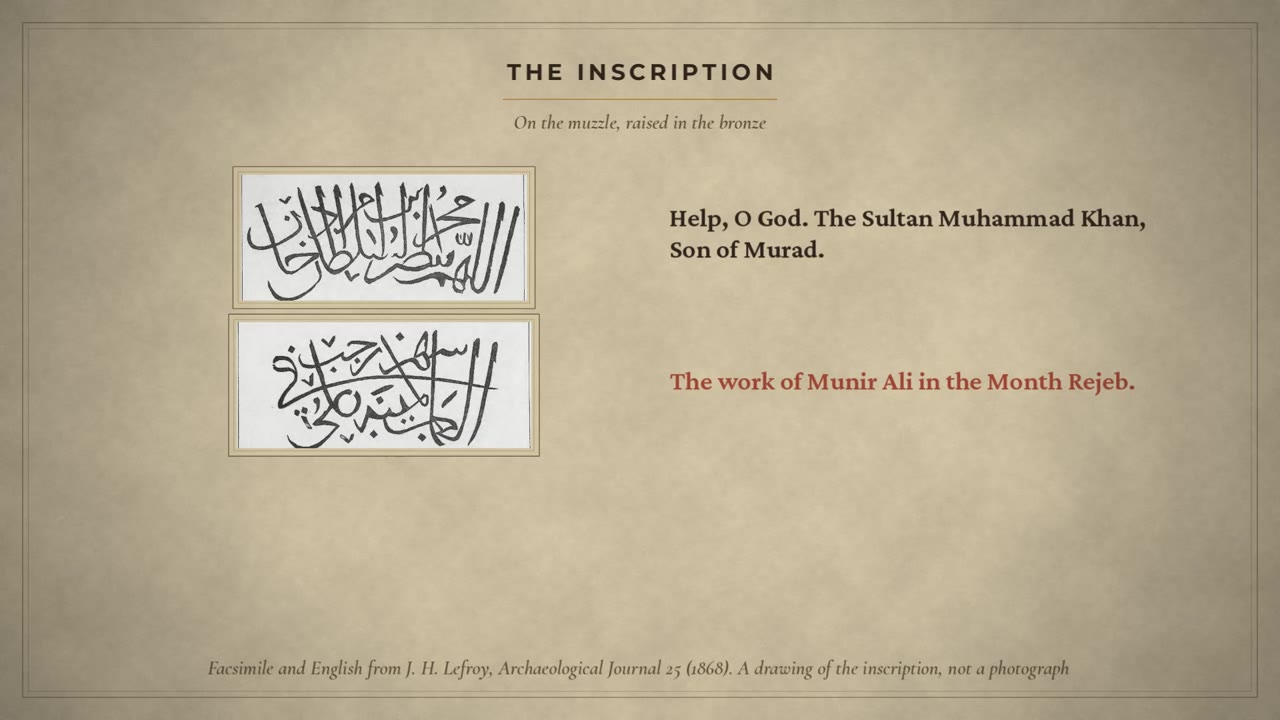 THE INSCRIPTION
On the muzzle, raised in the bronze
Help, O God. The Sultan Muhammad Khan,
Son of Murad.
The work of Munir Ali in the Month Rejeb.
Facsimile and English from J. H. Lefroy, Archaeological Journal 25 (1868). A drawing of the inscription, not a photograph